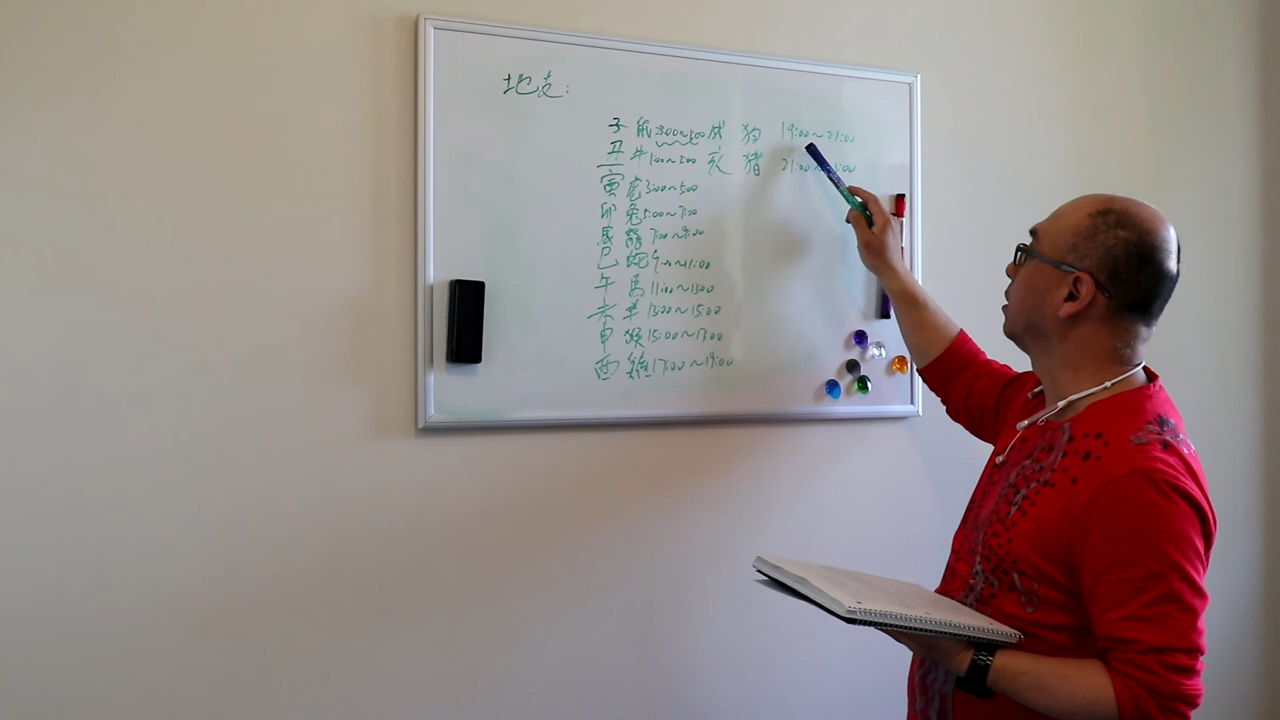 地支:
子 鼠 戌 狗 19:00~21:00
丑 牛 1:00~3:00 亥 猪 21:00
寅 虎 3:00~5:00
卯 兔 5:00~7:00
辰 龍 7:00~9:00
巳 蛇 9:00~11:00
午 馬 11:00~13:00
未 羊 13:00~15:00
申 猴 15:00~17:00
酉 雞 17:00~19:00